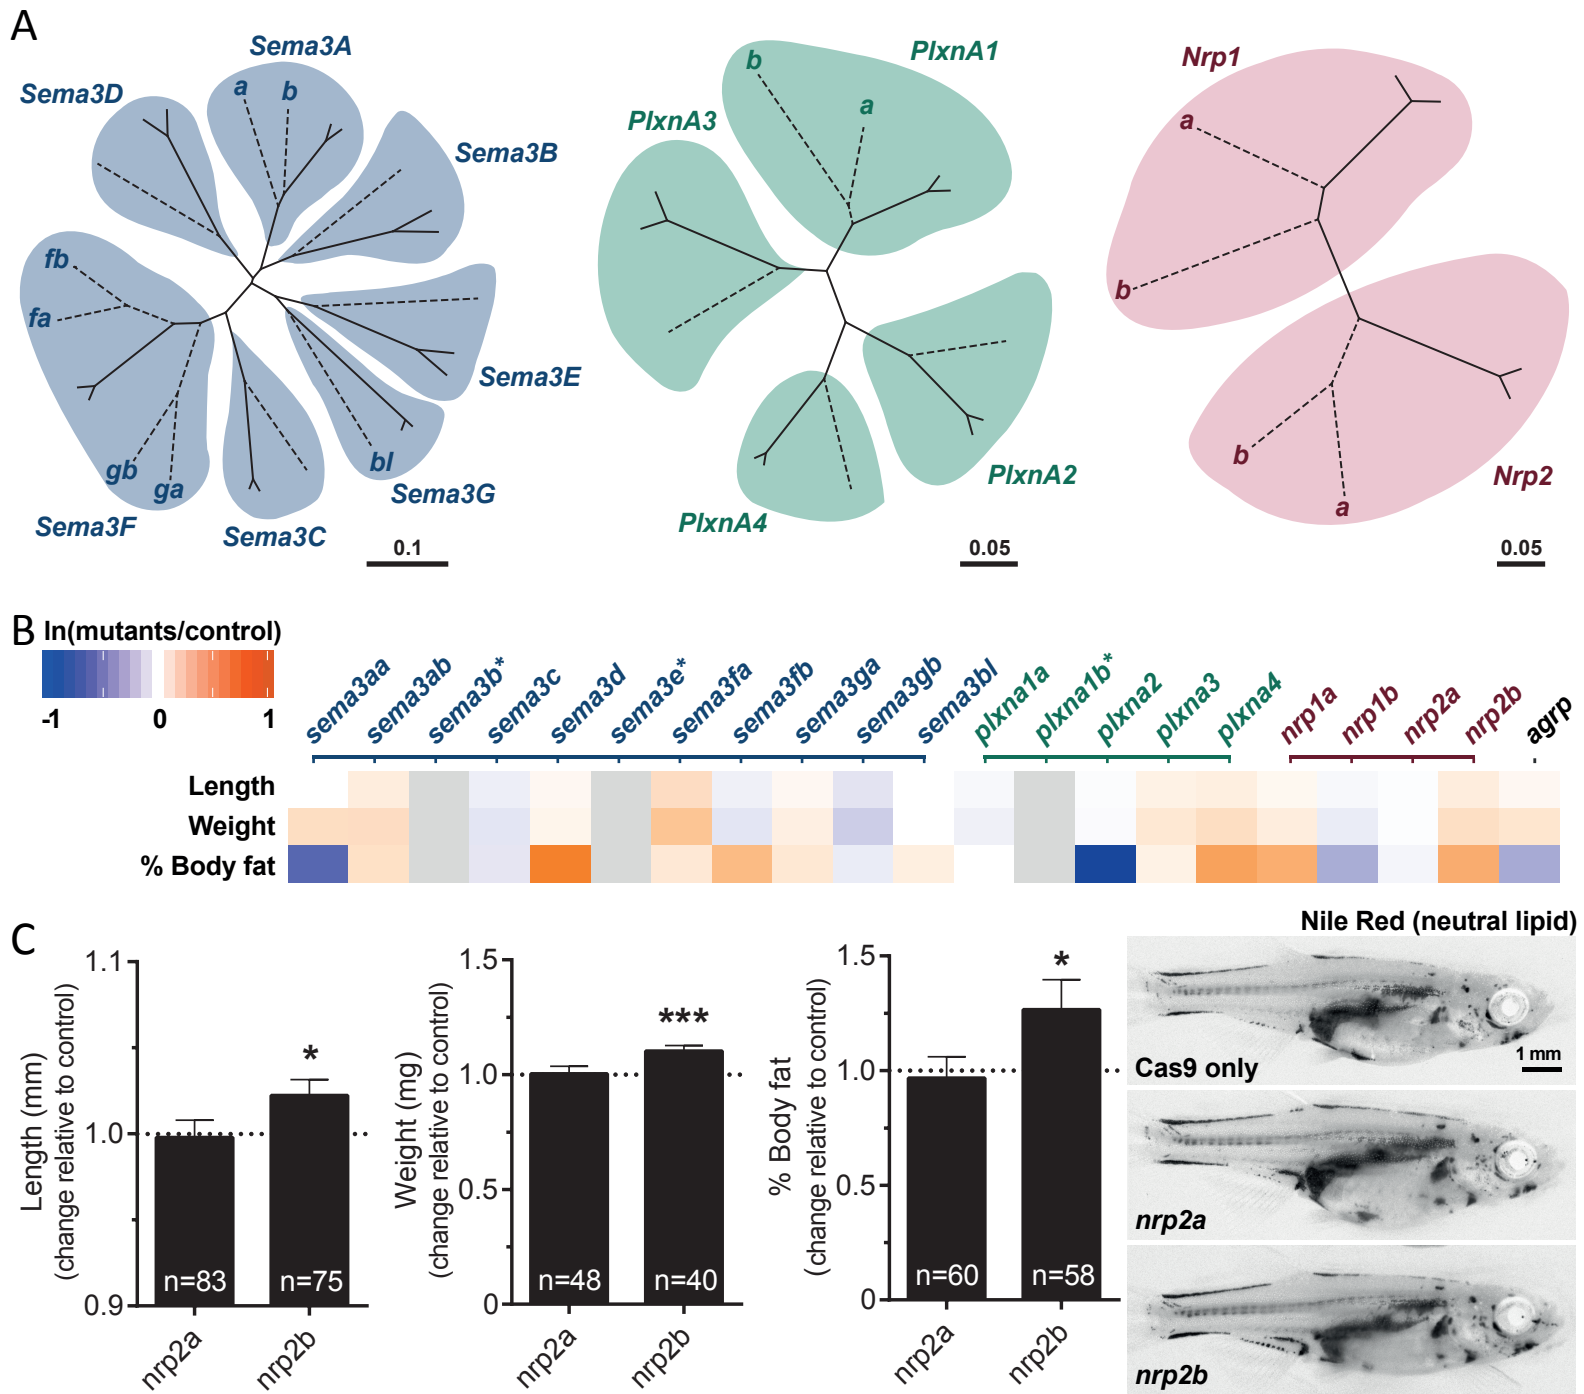 A
Sema3A
Sema3D
a
b
Sema3B
fb
fa
gb
ga
bl
Sema3E
Sema3G
Sema3F
Sema3C
0.1
PlxnA1
b
a
PlxnA3
PlxnA2
PlxnA4
0.05
Nrp1
a
b
b
a
Nrp2
0.05
B
ln(mutants/control)
-1 0 1
sema3aa
sema3ab
sema3b*
sema3c
sema3d
sema3e*
sema3fa
sema3fb
sema3ga
sema3gb
sema3bl
plxna1a
plxna1b*
plxna2
plxna3
plxna4
nrp1a
nrp1b
nrp2a
nrp2b
agrp
Length
Weight
% Body fat
C
Length (mm)
(change relative to control)
1.1
1.0
0.9
*
n=83
n=75
nrp2a
nrp2b
Weight (mg)
(change relative to control)
1.5
1.0
0.5
0
***
n=48
n=40
nrp2a
nrp2b
% Body fat
(change relative to control)
1.5
1.0
0.5
0
*
n=60
n=58
nrp2a
nrp2b
Nile Red (neutral lipid)
Cas9 only
1 mm
nrp2a
nrp2b